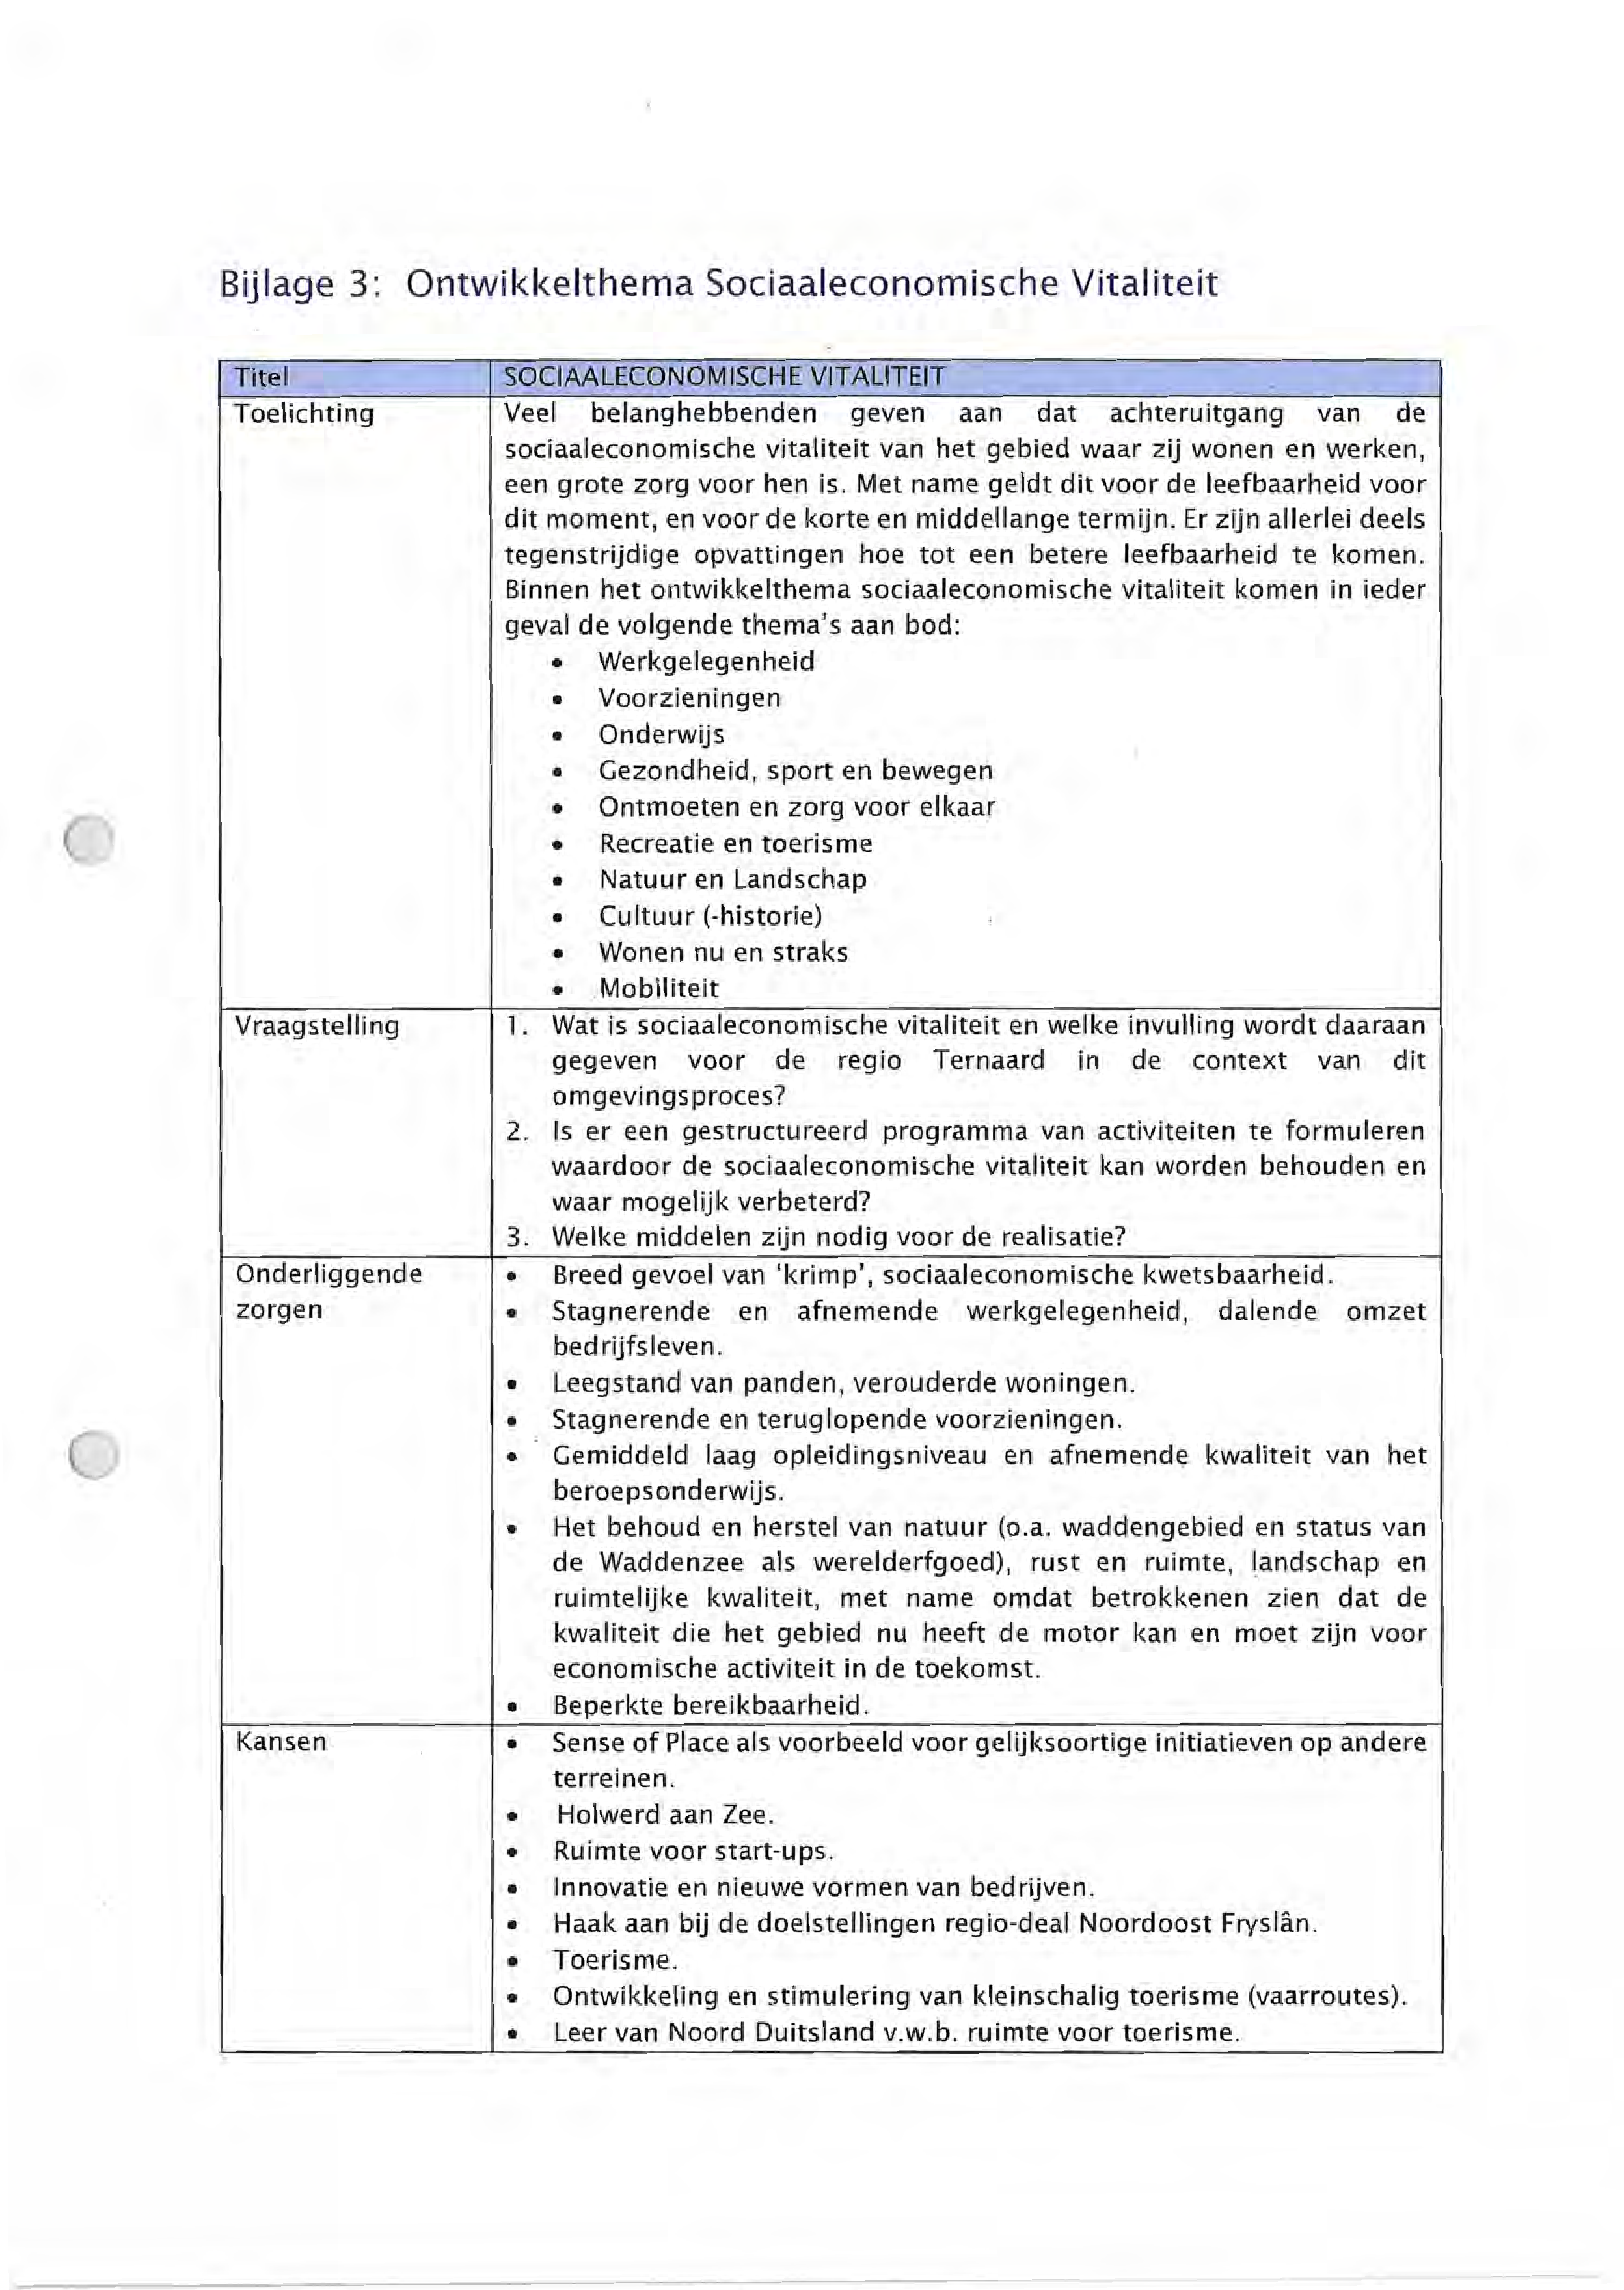 Bijlage 3: Ontwikkelthema Sociaaleconomische Vitaliteit
Titel SOCIAALECONOMISCHE VITALITEIT
Toelichting Veel belanghebbenden geven aan dat achteruitgang van de
sociaaleconomische vitaliteit van het gebied waar zij wonen en werken,
een grote zorg voor hen is. Met name geldt dit voor de leefbaarheid voor
dit moment, en voor de korte en middellange termijn. Er zijn allerlei deels
tegenstrijdige opvattingen hoe tot een betere leefbaarheid te komen.
Binnen het ontwikkelthema sociaaleconomische vitaliteit komen in ieder
geval de volgende thema's aan bod:
• Werkgelegenheid
• Voorzieningen
• Onderwijs
• Gezondheid, sport en bewegen
• Ontmoeten en zorg voor elkaar
• Recreatie en toerisme
• Natuur en Landschap
• Cultuur (-historie)
• Wonen nu en straks
• Mobiliteit
Vraagstelling 1. Wat is sociaaleconomische vitaliteit en welke invulling wordt daaraan
gegeven voor de regio Ternaard in de context van dit
omgevingsproces?
2. Is er een gestructureerd programma van activiteiten te formuleren
waardoor de sociaaleconomische vitaliteit kan worden behouden en
waar mogelijk verbeterd?
3. Welke middelen zijn nodig voor de realisatie?
Onderliggende • Breed gevoel van 'krimp', sociaaleconomische kwetsbaarheid.
zorgen • Stagnerende en afnemende werkgelegenheid, dalende omzet
bedrijfsleven.
• Leegstand van panden, verouderde woningen.
• Stagnerende en teruglopende voorzieningen.
• Gemiddeld laag opleidingsniveau en afnemende kwaliteit van het
beroepsonderwijs.
• Het behoud en herstel van natuur (o.a. waddengebied en status van
de Waddenzee als werelderfgoed), rust en ruimte, landschap en
ruimtelijke kwaliteit, met name omdat betrokkenen zien dat de
kwaliteit die het gebied nu heeft de motor kan en moet zijn voor
economische activiteit in de toekomst.
• Beperkte bereikbaarheid.
Kansen • Sense of Place als voorbeeld voor gelijksoortige initiatieven op andere
terreinen.
• Holwerd aan Zee.
• Ruimte voor start-ups.
• Innovatie en nieuwe vormen van bedrijven.
• Haak aan bij de doelstellingen regio-deal Noordoost Fryslân.
• Toerisme.
• Ontwikkeling en stimulering van kleinschalig toerisme (vaarroutes).
• Leer van Noord Duitsland v.w.b. ruimte voor toerisme.